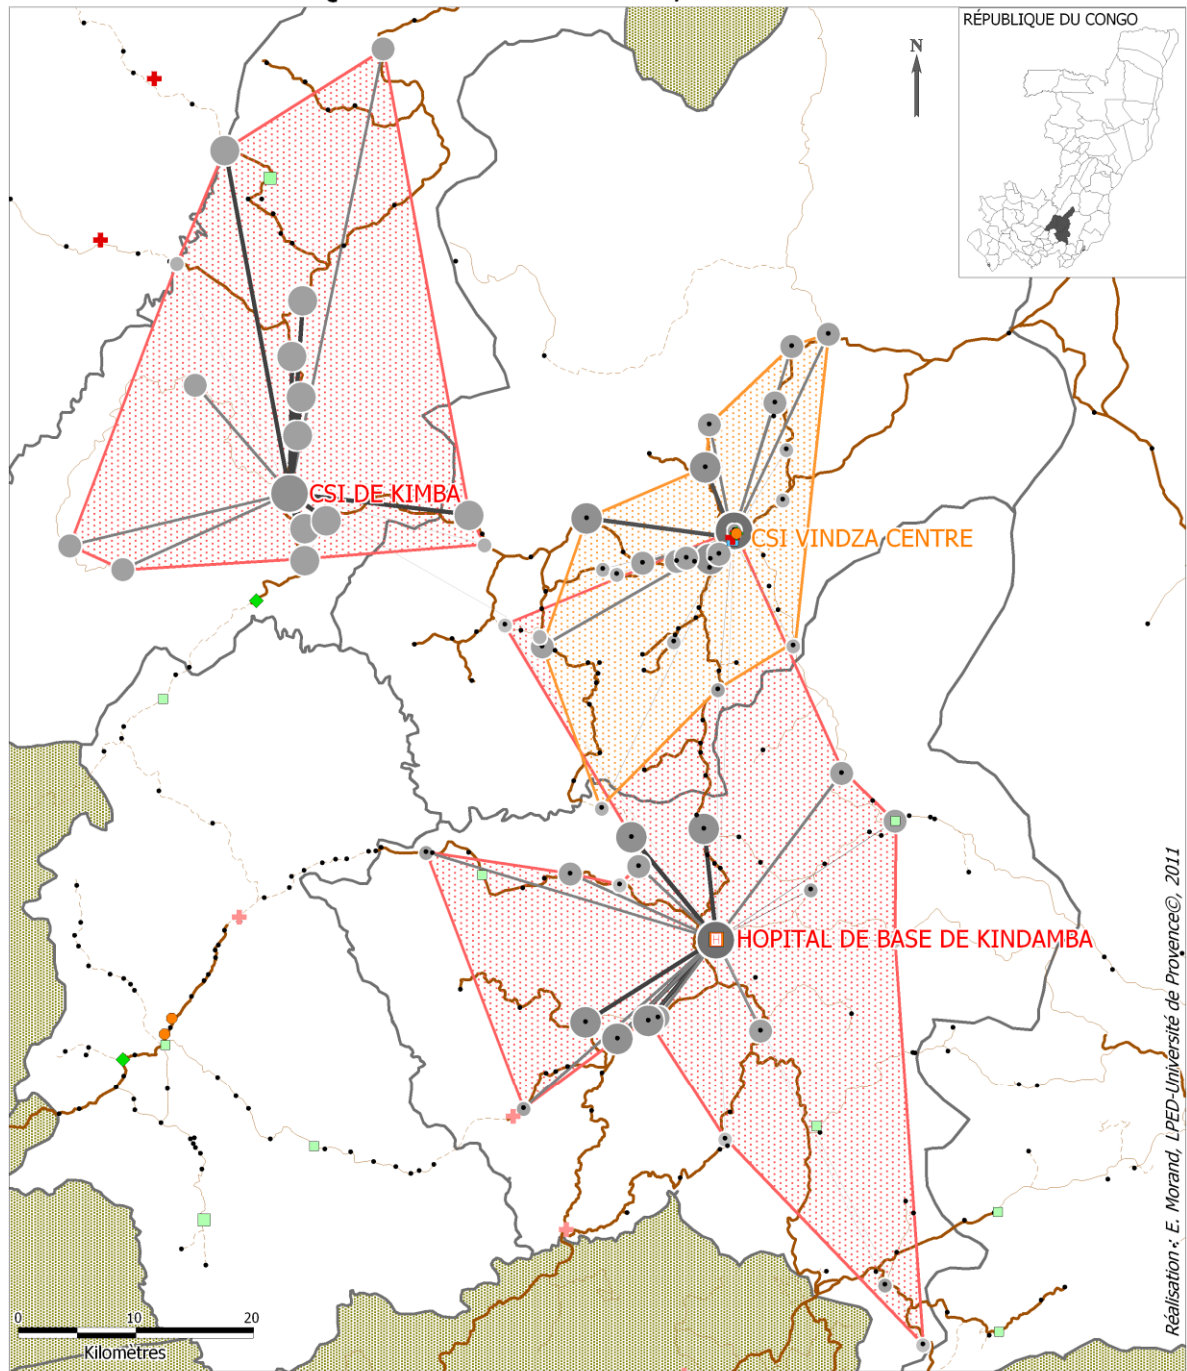 RÉPUBLIQUE DU CONGO
N
CSI DE KIMBA
CSI VINDZA CENTRE
H
HOPITAL DE BASE DE KINDAMBA
0 10 20
Kilomètres
Réalisation : E. Morand, LPED-Université de Provence©, 2011